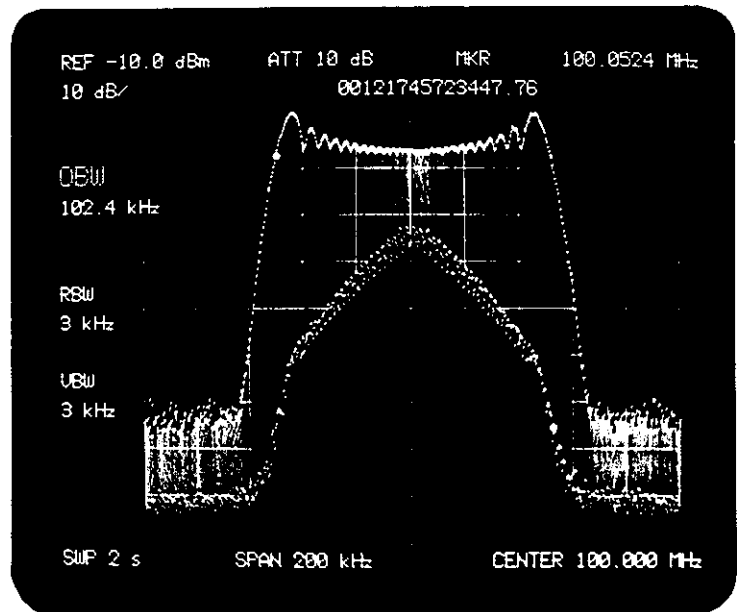 REF -10.0 dBm ATT 10 dB MKR 100.0524 MHz
10 dB/ 00121745723447.76
OBW
102.4 kHz
RBW
3 kHz
VBW
3 kHz
SWP 2 s SPAN 200 kHz CENTER 100.000 MHz